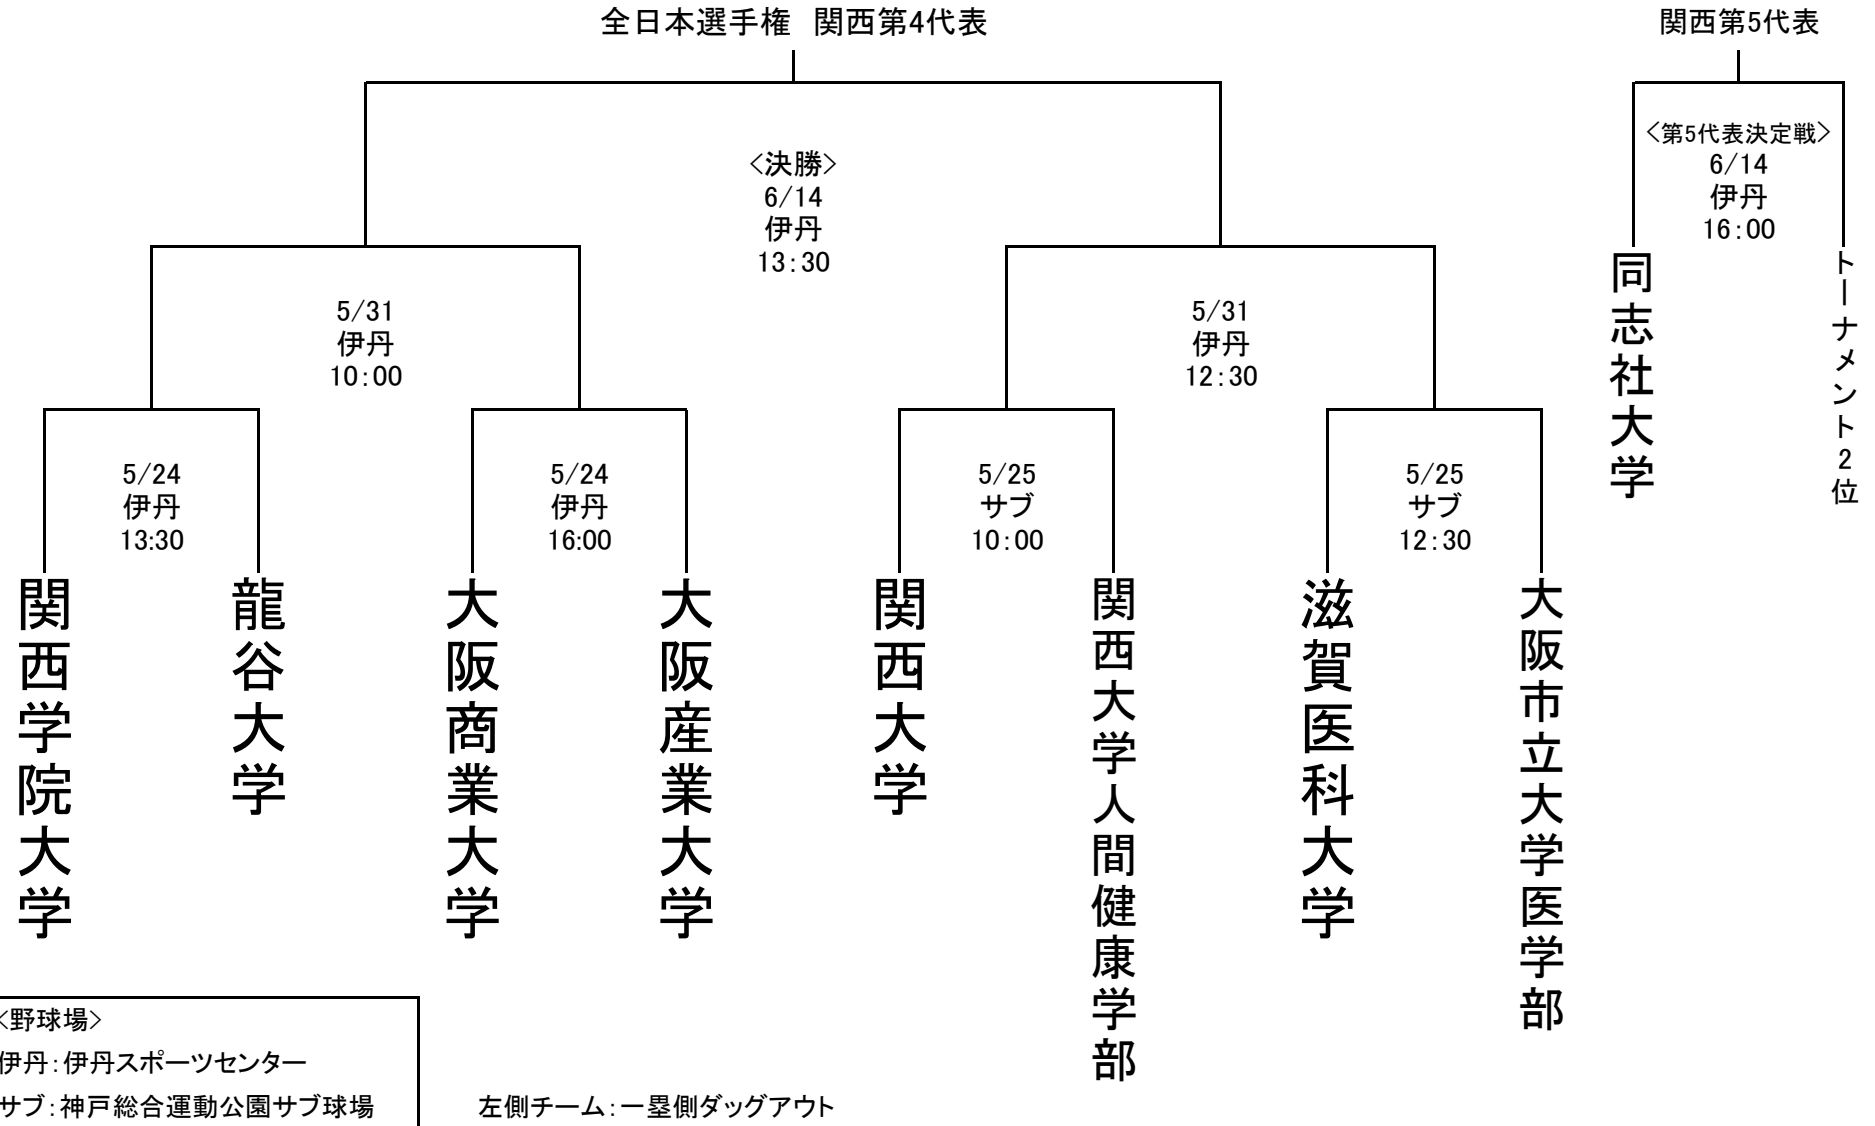 全日本選手権 関西第4代表
関西第5代表
<決勝>
6/14
伊丹
13:30
<第5代表決定戦>
6/14
伊丹
16:00
5/31
伊丹
10:00
5/31
伊丹
12:30
同志社大学
トーナメント2位
5/24
伊丹
13:30
5/24
伊丹
16:00
5/25
サブ
10:00
5/25
サブ
12:30
関西学院大学
龍谷大学
大阪商業大学
大阪産業大学
関西大学
関西大学人間健康学部
滋賀医科大学
大阪市立大学医学部
<野球場>
伊丹:伊丹スポーツセンター
サブ:神戸総合運動公園サブ球場
左側チーム:一塁側ダッグアウト